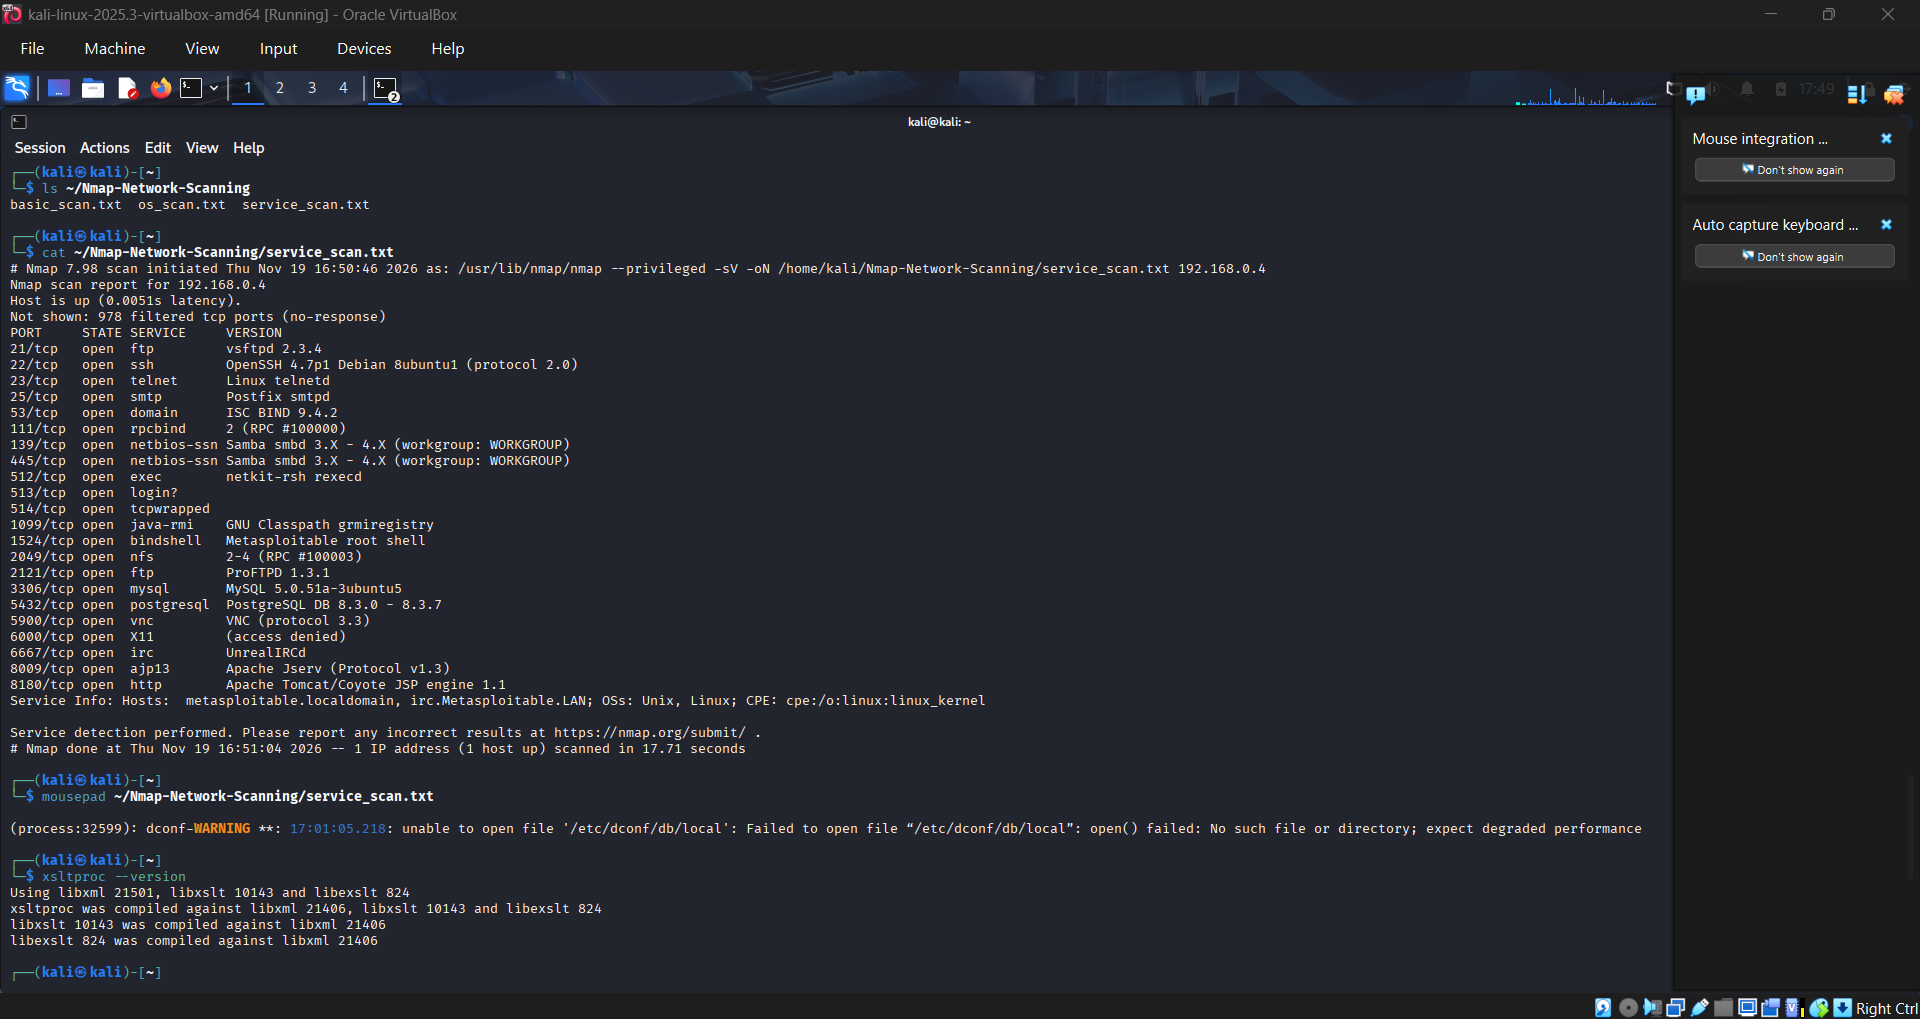 kali-linux-2025.3-virtualbox-amd64 [Running] - Oracle VirtualBox
File Machine View Input Devices Help
1 2 3 4 2
17:49
kali@kali: ~
Session Actions Edit View Help
┌──(kali㉿kali)-[~]
└─$ ls ~/Nmap-Network-Scanning
basic_scan.txt  os_scan.txt  service_scan.txt
┌──(kali㉿kali)-[~]
└─$ cat ~/Nmap-Network-Scanning/service_scan.txt
# Nmap 7.98 scan initiated Thu Nov 19 16:50:46 2026 as: /usr/lib/nmap/nmap --privileged -sV -oN /home/kali/Nmap-Network-Scanning/service_scan.txt 192.168.0.4
Nmap scan report for 192.168.0.4
Host is up (0.0051s latency).
Not shown: 978 filtered tcp ports (no-response)
PORT     STATE SERVICE     VERSION
21/tcp   open  ftp         vsftpd 2.3.4
22/tcp   open  ssh         OpenSSH 4.7p1 Debian 8ubuntu1 (protocol 2.0)
23/tcp   open  telnet      Linux telnetd
25/tcp   open  smtp        Postfix smtpd
53/tcp   open  domain      ISC BIND 9.4.2
111/tcp  open  rpcbind     2 (RPC #100000)
139/tcp  open  netbios-ssn Samba smbd 3.X - 4.X (workgroup: WORKGROUP)
445/tcp  open  netbios-ssn Samba smbd 3.X - 4.X (workgroup: WORKGROUP)
512/tcp  open  exec        netkit-rsh rexecd
513/tcp  open  login?
514/tcp  open  tcpwrapped
1099/tcp open  java-rmi    GNU Classpath grmiregistry
1524/tcp open  bindshell   Metasploitable root shell
2049/tcp open  nfs         2-4 (RPC #100003)
2121/tcp open  ftp         ProFTPD 1.3.1
3306/tcp open  mysql       MySQL 5.0.51a-3ubuntu5
5432/tcp open  postgresql  PostgreSQL DB 8.3.0 - 8.3.7
5900/tcp open  vnc         VNC (protocol 3.3)
6000/tcp open  X11         (access denied)
6667/tcp open  irc         UnrealIRCd
8009/tcp open  ajp13       Apache Jserv (Protocol v1.3)
8180/tcp open  http        Apache Tomcat/Coyote JSP engine 1.1
Service Info: Hosts:  metasploitable.localdomain, irc.Metasploitable.LAN; OSs: Unix, Linux; CPE: cpe:/o:linux:linux_kernel
Service detection performed. Please report any incorrect results at https://nmap.org/submit/ .
# Nmap done at Thu Nov 19 16:51:04 2026 -- 1 IP address (1 host up) scanned in 17.71 seconds
┌──(kali㉿kali)-[~]
└─$ mousepad ~/Nmap-Network-Scanning/service_scan.txt
(process:32599): dconf-WARNING **: 17:01:05.218: unable to open file '/etc/dconf/db/local': Failed to open file “/etc/dconf/db/local”: open() failed: No such file or directory; expect degraded performance
┌──(kali㉿kali)-[~]
└─$ xsltproc --version
Using libxml 21501, libxslt 10143 and libexslt 824
xsltproc was compiled against libxml 21406, libxslt 10143 and libexslt 824
libxslt 10143 was compiled against libxml 21406
libexslt 824 was compiled against libxml 21406
┌──(kali㉿kali)-[~]
Mouse integration ...
Don't show again
Auto capture keyboard ...
Don't show again
Right Ctrl